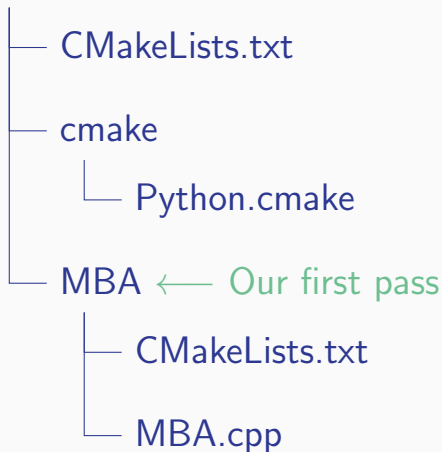 CMakeLists.txt
cmake
Python.cmake
MBA ← Our first pass
CMakeLists.txt
MBA.cpp